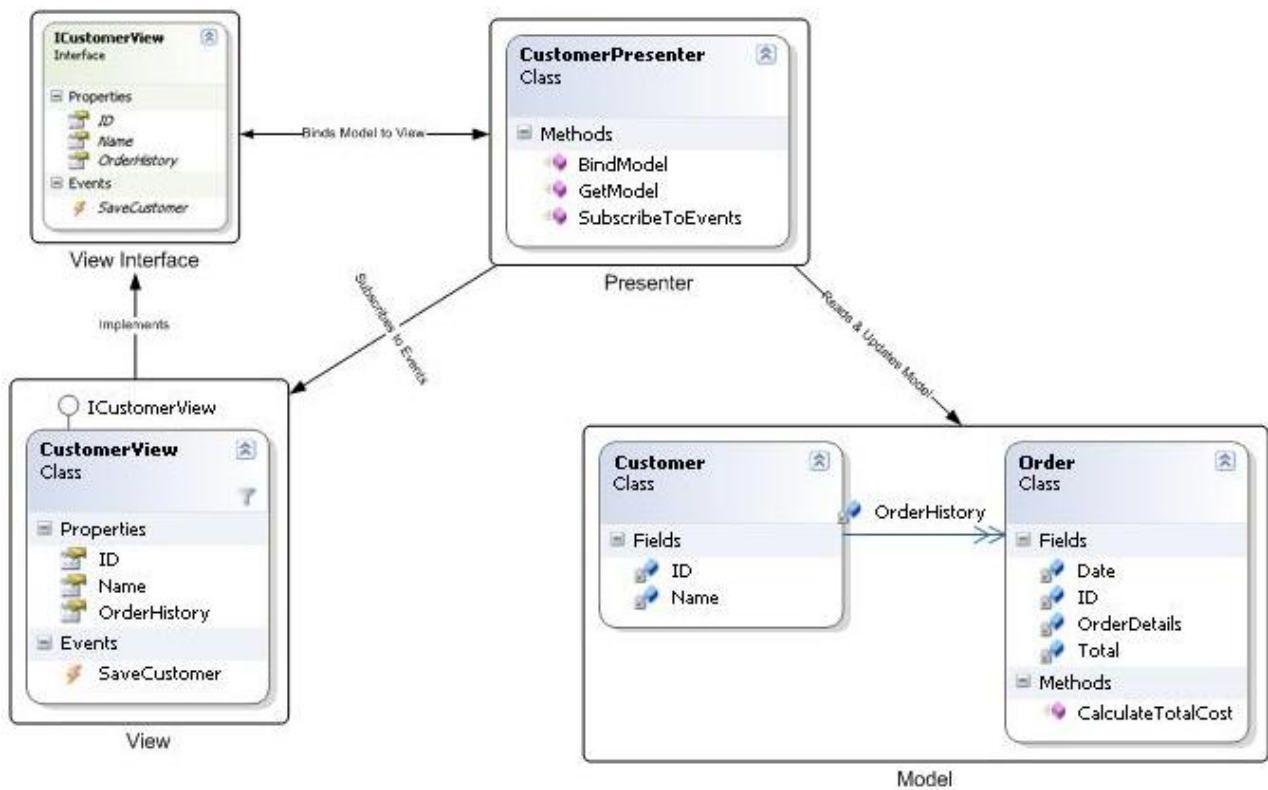 ICustomerView
Interface
Properties
ID
Name
OrderHistory
Events
SaveCustomer
View Interface
Binds Model to View
CustomerPresenter
Class
Methods
BindModel
GetModel
SubscribeToEvents
Presenter
Implements
Subscribes to Events
Reads & Updates Model
ICustomerView
CustomerView
Class
Properties
ID
Name
OrderHistory
Events
SaveCustomer
View
Customer
Class
Fields
ID
Name
OrderHistory
Order
Class
Fields
Date
ID
OrderDetails
Total
Methods
CalculateTotalCost
Model